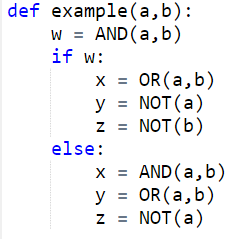 def example(a,b):
    w = AND(a,b)
    if w:
        x = OR(a,b)
        y = NOT(a)
        z = NOT(b)
    else:
        x = AND(a,b)
        y = OR(a,b)
        z = NOT(a)